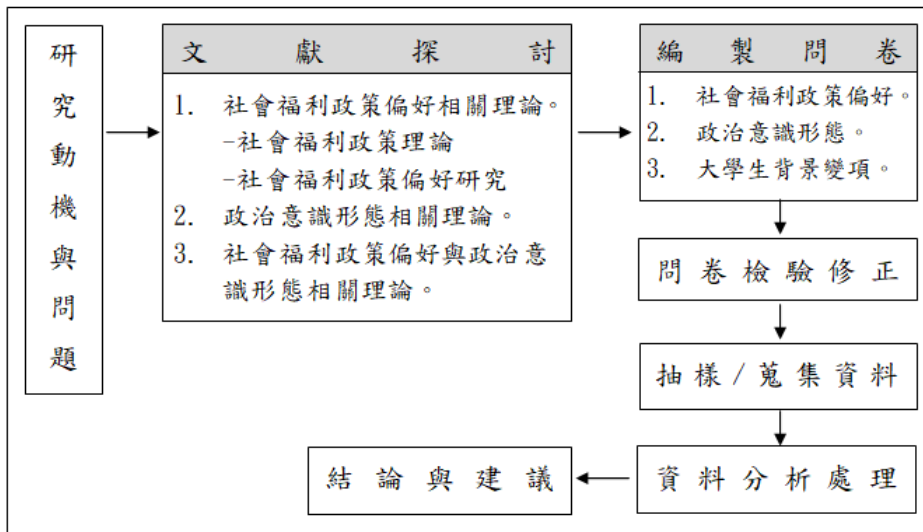 研究動機與問題
文獻探討
1. 社會福利政策偏好相關理論。
-社會福利政策理論
-社會福利政策偏好研究
2. 政治意識形態相關理論。
3. 社會福利政策偏好與政治意
識形態相關理論。
編製問卷
1. 社會福利政策偏好。
2. 政治意識形態。
3. 大學生背景變項。
問卷檢驗修正
抽樣/蒐集資料
資料分析處理
結論與建議